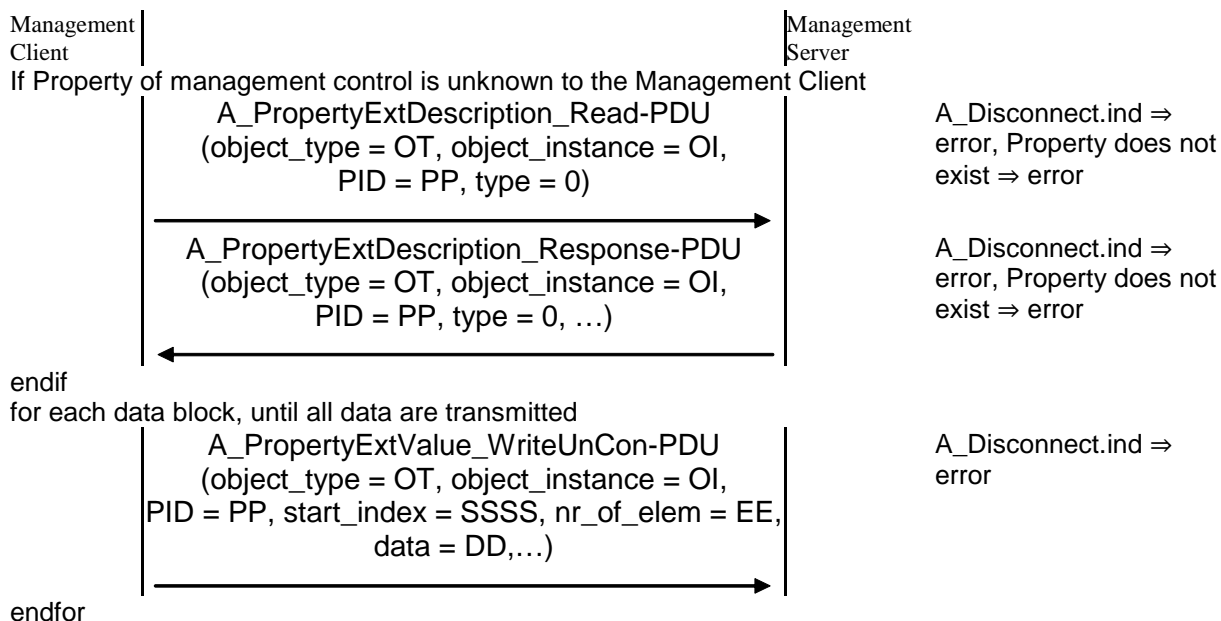 Management
Client
Management
Server
If Property of management control is unknown to the Management Client
A_PropertyExtDescription_Read-PDU
(object_type = OT, object_instance = OI,
PID = PP, type = 0)
A_Disconnect.ind ⇒
error, Property does not
exist ⇒ error
A_PropertyExtDescription_Response-PDU
(object_type = OT, object_instance = OI,
PID = PP, type = 0, …)
A_Disconnect.ind ⇒
error, Property does not
exist ⇒ error
endif
for each data block, until all data are transmitted
A_PropertyExtValue_WriteUnCon-PDU
(object_type = OT, object_instance = OI,
PID = PP, start_index = SSSS, nr_of_elem = EE,
data = DD,…)
A_Disconnect.ind ⇒
error
endfor